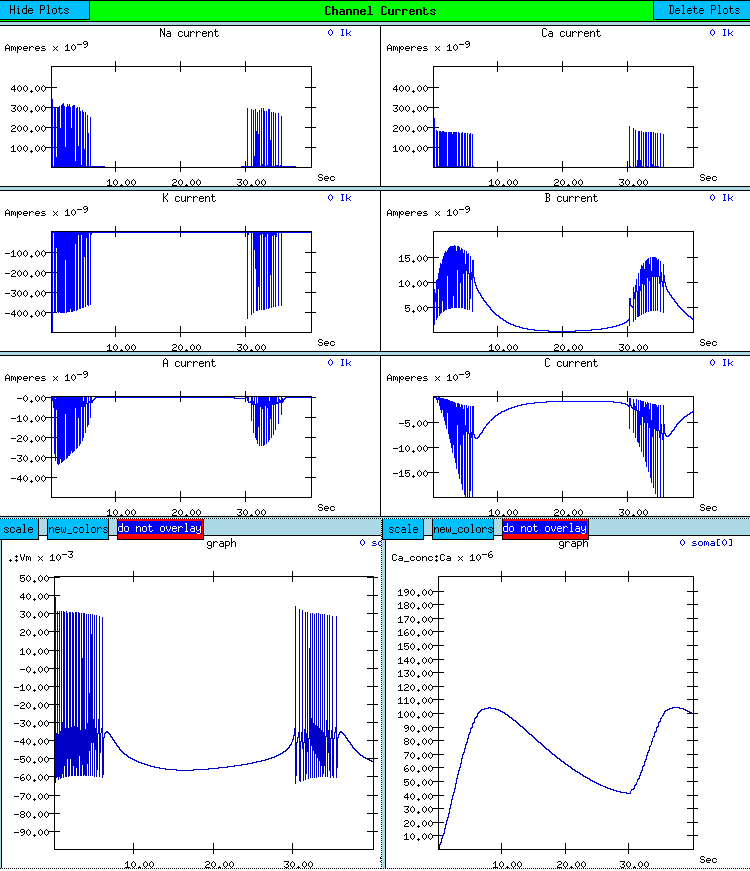 Hide Plots Channel Currents Delete Plots
Na current O Ik
Amperes x 10-9
400.00
300.00
200.00
100.00
10.00 20.00 30.00 Sec
Ca current O Ik
Amperes x 10-9
400.00
300.00
200.00
100.00
10.00 20.00 30.00 Sec
K current O Ik
Amperes x 10-9
-100.00
-200.00
-300.00
-400.00
10.00 20.00 30.00 Sec
B current O Ik
Amperes x 10-9
15.00
10.00
5.00
10.00 20.00 30.00 Sec
A current O Ik
Amperes x 10-9
-0.00
-10.00
-20.00
-30.00
-40.00
10.00 20.00 30.00 Sec
C current O Ik
Amperes x 10-9
-5.00
-10.00
-15.00
10.00 20.00 30.00 Sec
scale new_colors do not overlay
graph O so
.:Vm x 10-3
50.00
40.00
30.00
20.00
10.00
-0.00
-10.00
-20.00
-30.00
-40.00
-50.00
-60.00
-70.00
-80.00
-90.00
10.00 20.00 30.00 S
scale new_colors do not overlay
graph O soma[0]
Ca_conc:Ca x 10-6
190.00
180.00
170.00
160.00
150.00
140.00
130.00
120.00
110.00
100.00
90.00
80.00
70.00
60.00
50.00
40.00
30.00
20.00
10.00
10.00 20.00 30.00 Sec